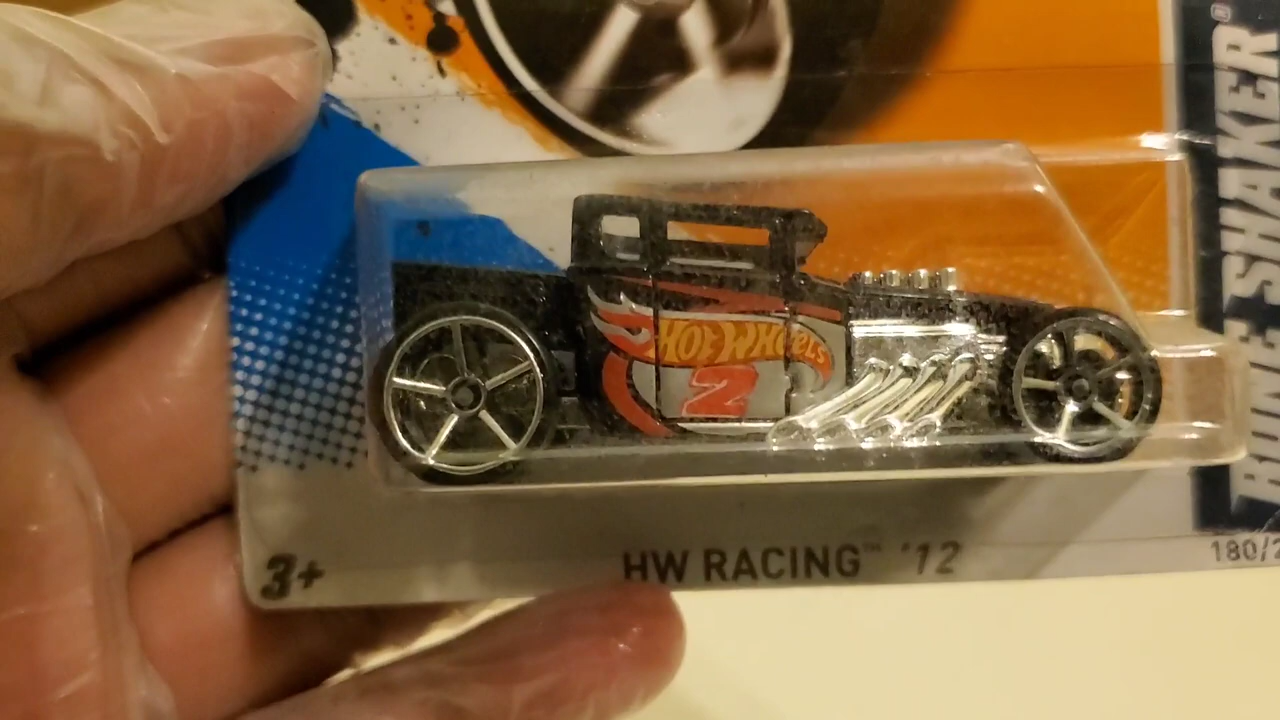 BONE SHAKER®
HOT WHEELS
2
3+
HW RACING™ '12
180/2